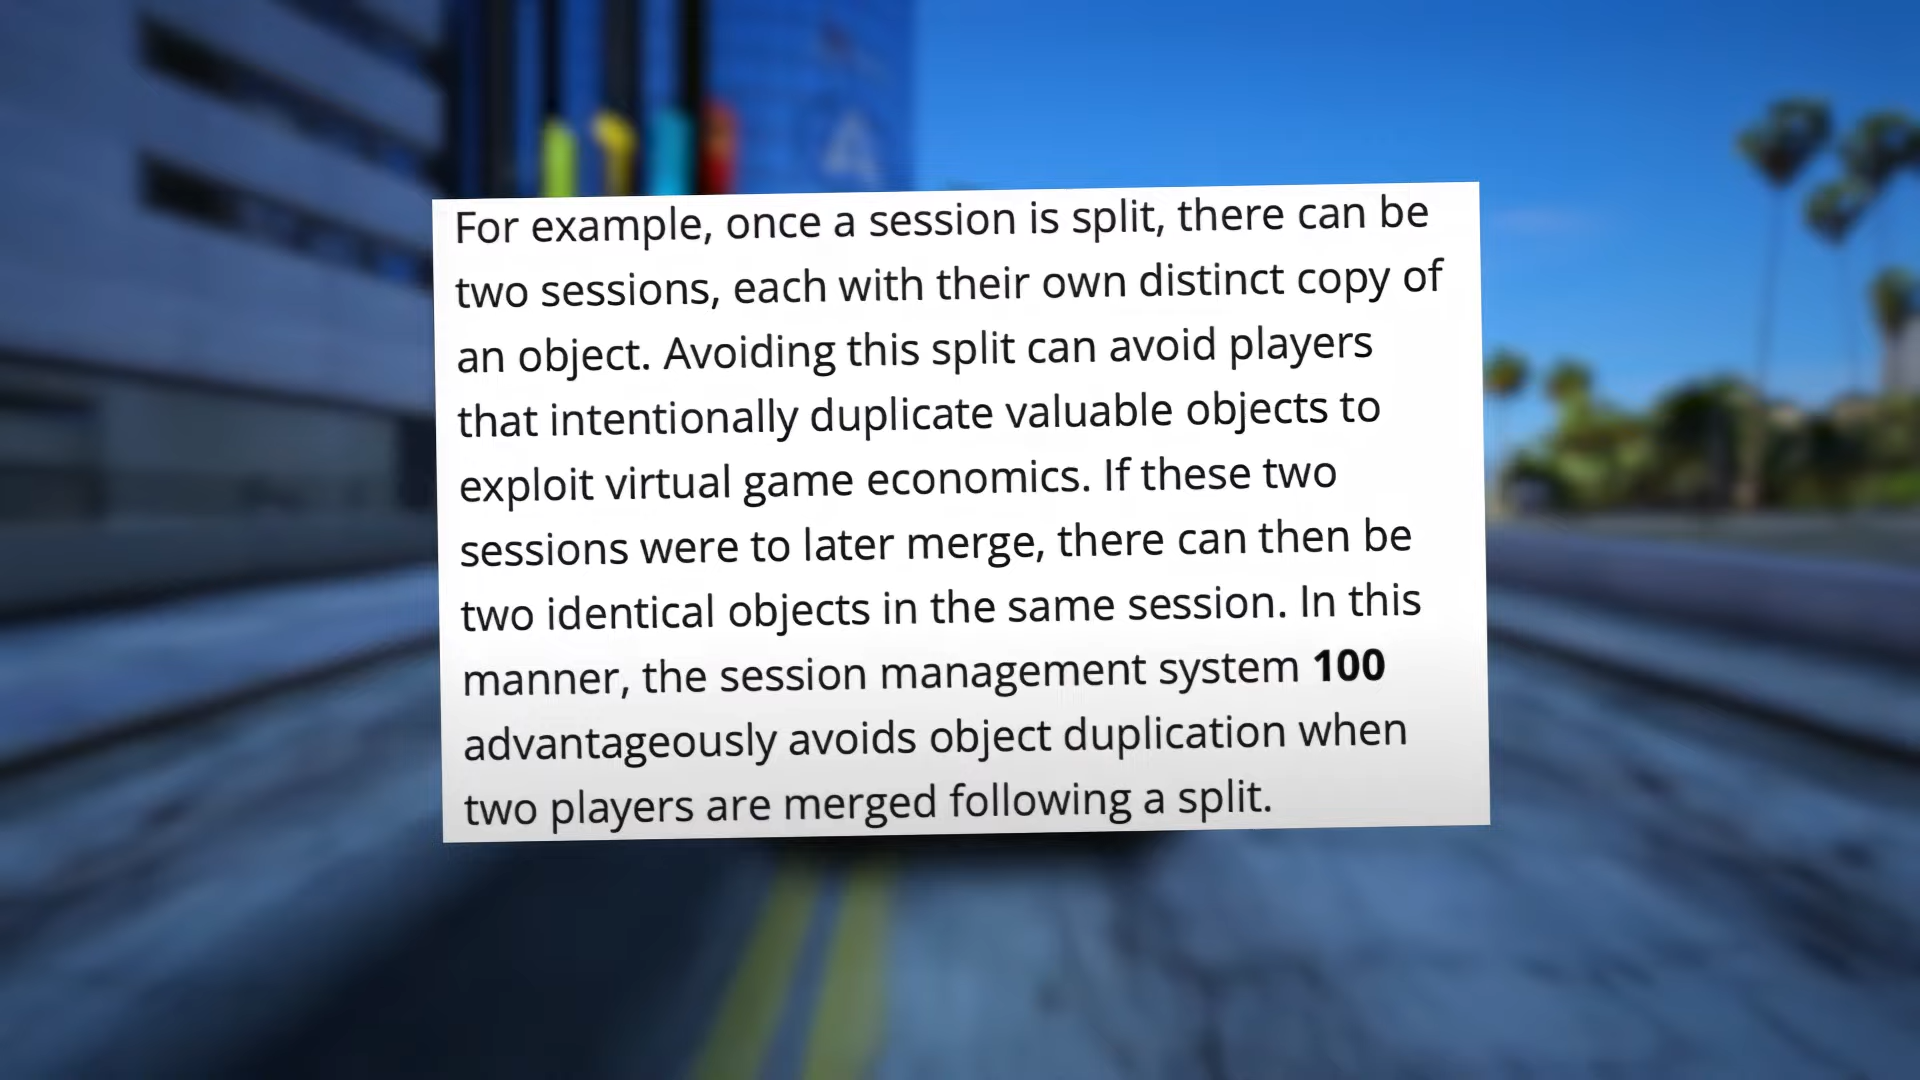 For example, once a session is split, there can be
two sessions, each with their own distinct copy of
an object. Avoiding this split can avoid players
that intentionally duplicate valuable objects to
exploit virtual game economics. If these two
sessions were to later merge, there can then be
two identical objects in the same session. In this
manner, the session management system 100
advantageously avoids object duplication when
two players are merged following a split.